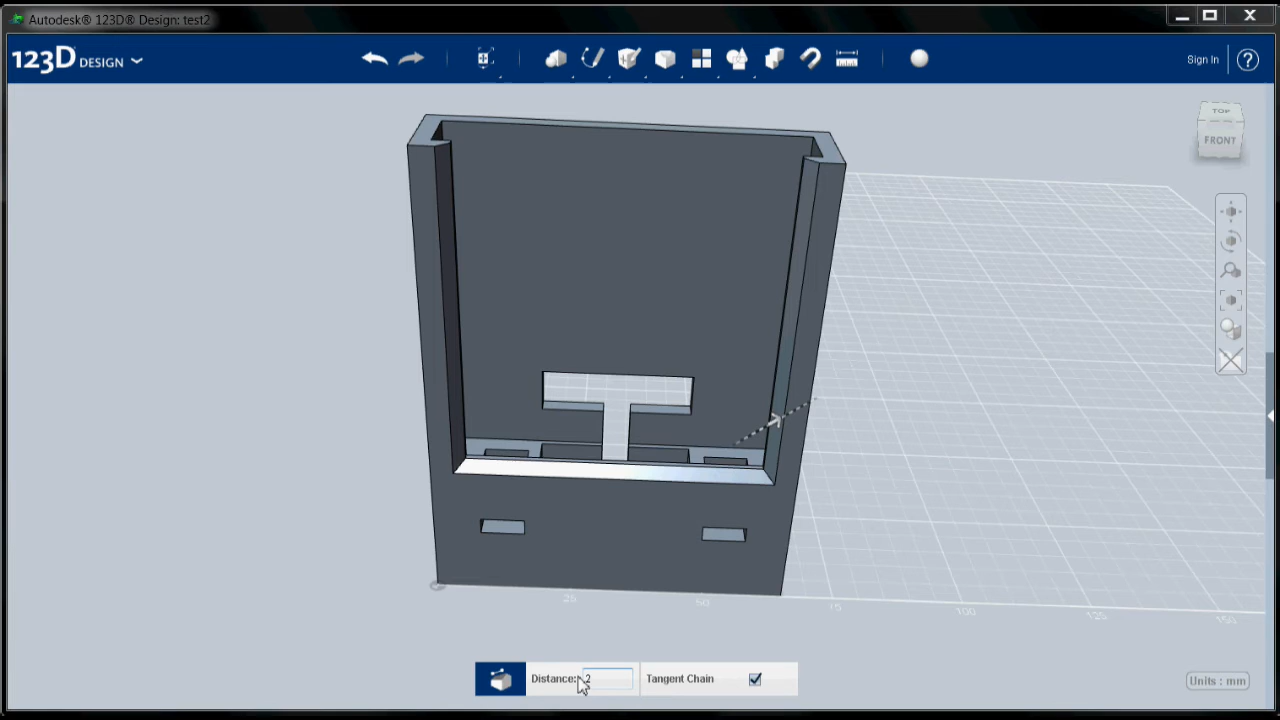 Autodesk® 123D® Design: test2
123D DESIGN
Sign In
?
TOP
FRONT
25 50 75 100 125 150
Distance: 2 Tangent Chain
Units : mm